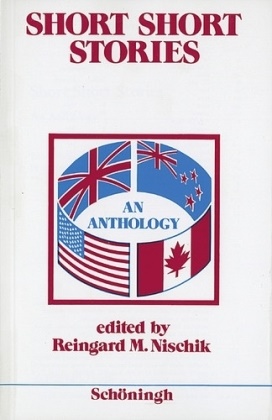 SHORT SHORT
STORIES
AN
ANTHOLOGY
edited by
Reingard M. Nischik
Schöningh